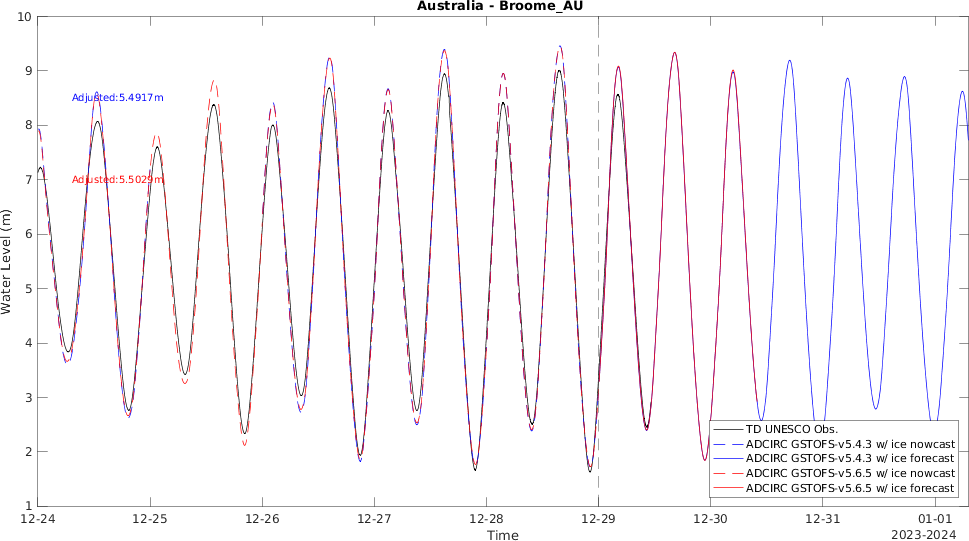 Australia - Broome_AU
10
9
8
7
6
5
4
3
2
1
Water Level (m)
Adjusted:5.4917m
Adjusted:5.5029m
TD UNESCO Obs.
ADCIRC GSTOFS-v5.4.3 w/ ice nowcast
ADCIRC GSTOFS-v5.4.3 w/ ice forecast
ADCIRC GSTOFS-v5.6.5 w/ ice nowcast
ADCIRC GSTOFS-v5.6.5 w/ ice forecast
12-24 12-25 12-26 12-27 12-28 12-29 12-30 12-31 01-01
Time
2023-2024